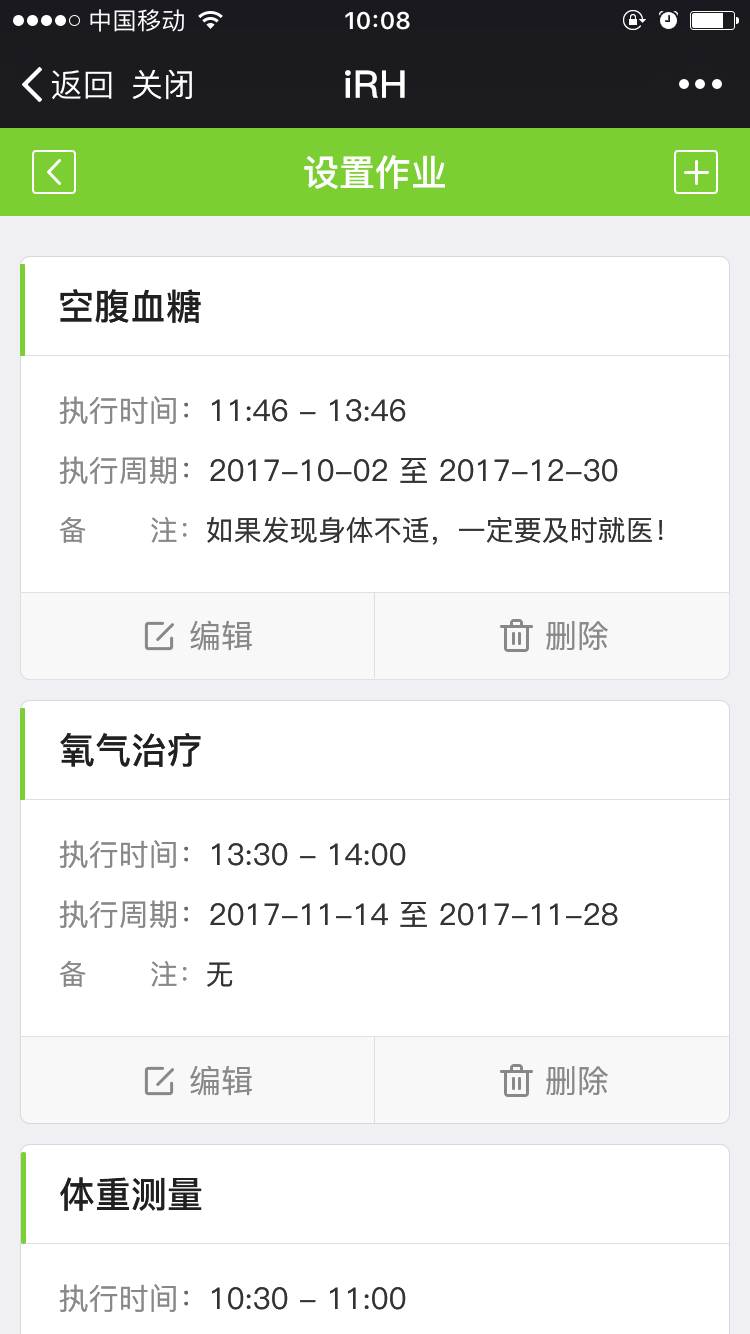 中国移动 10:08
返回 关闭 iRH
设置作业
空腹血糖
执行时间：11:46 – 13:46
执行周期：2017–10–02 至 2017–12–30
备 注：如果发现身体不适，一定要及时就医！
编辑 删除
氧气治疗
执行时间：13:30 – 14:00
执行周期：2017–11–14 至 2017–11–28
备 注：无
编辑 删除
体重测量
执行时间：10:30 – 11:00